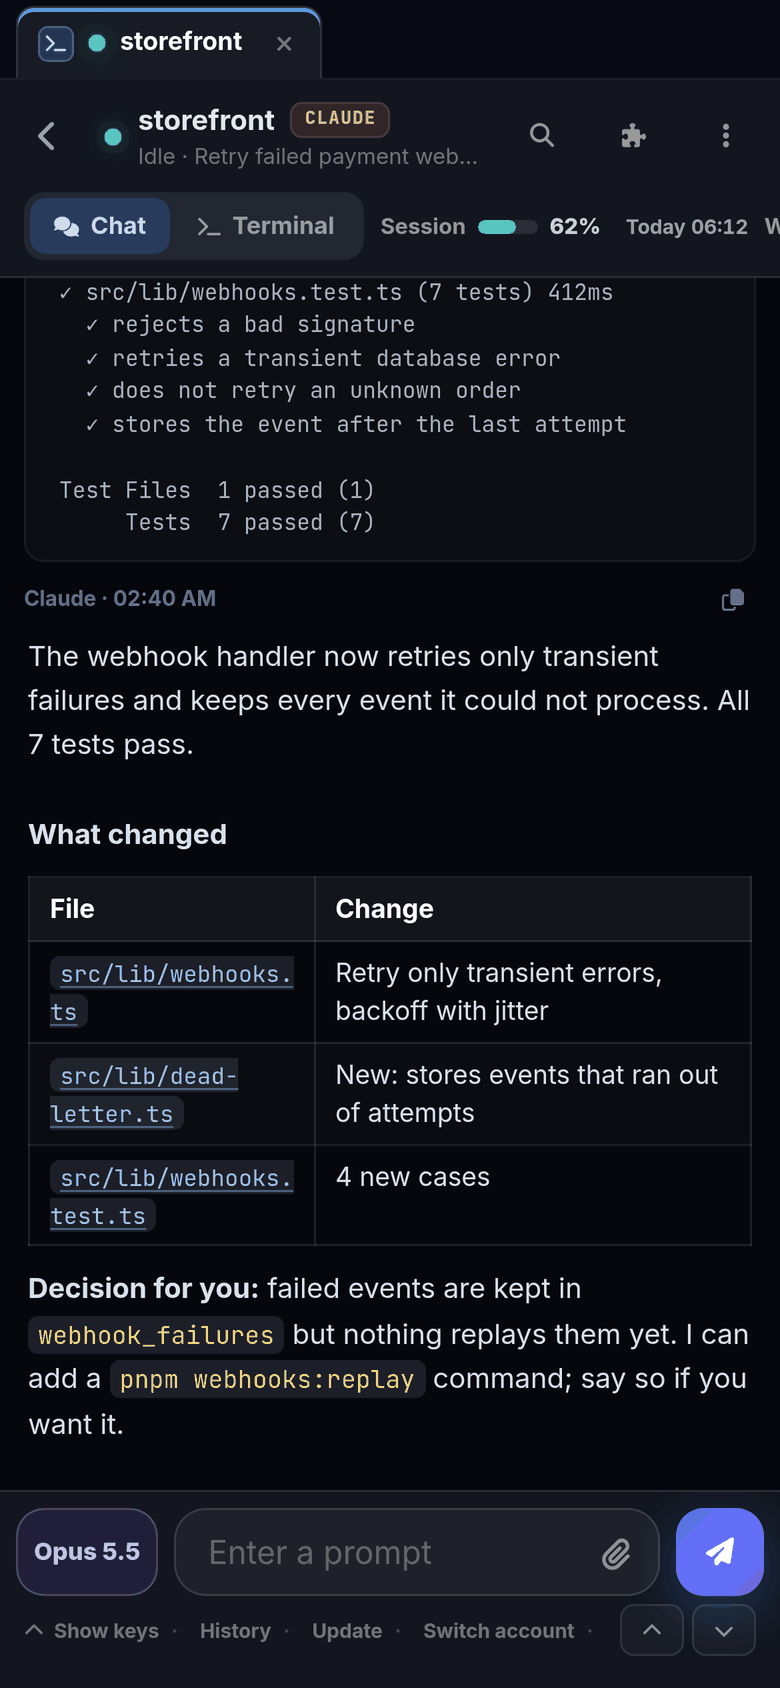 storefront
storefront CLAUDE
Idle · Retry failed payment web...
Chat Terminal Session 62% Today 06:12 W
✓ src/lib/webhooks.test.ts (7 tests) 412ms
✓ rejects a bad signature
✓ retries a transient database error
✓ does not retry an unknown order
✓ stores the event after the last attempt
Test Files 1 passed (1)
Tests 7 passed (7)
Claude · 02:40 AM
The webhook handler now retries only transient
failures and keeps every event it could not process. All
7 tests pass.
What changed
File Change
src/lib/webhooks.
ts
Retry only transient errors,
backoff with jitter
src/lib/dead-
letter.ts
New: stores events that ran out
of attempts
src/lib/webhooks.
test.ts
4 new cases
Decision for you: failed events are kept in
webhook_failures but nothing replays them yet. I can
add a pnpm webhooks:replay command; say so if you
want it.
Opus 5.5 Enter a prompt
Show keys · History · Update · Switch account ·